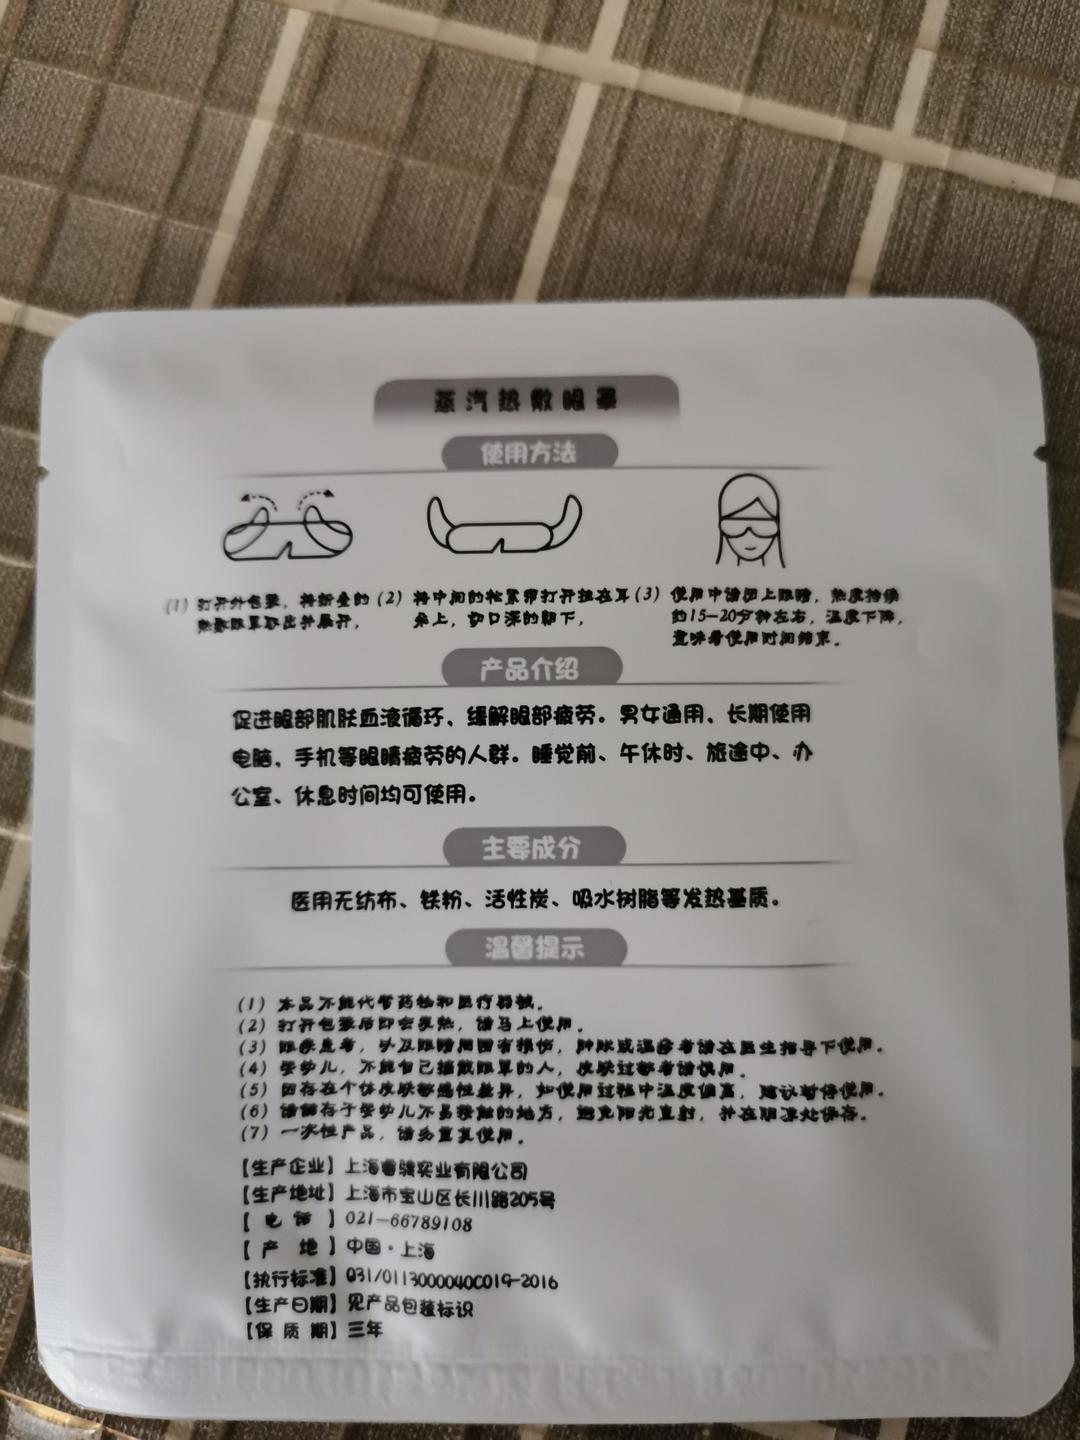 蒸汽热敷眼罩
使用方法
(1) 打开外包装，将折叠的
热敷眼罩取出并展开，
(2) 将中间的松紧带打开挂在耳
朵上，切口深的朝下，
(3) 使用中请闭上眼睛，热度持续
约15-20分钟左右，温度下降，
意味着使用时间结束。
产品介绍
促进眼部肌肤血液循环、缓解眼部疲劳。男女通用、长期使用
电脑、手机等眼睛疲劳的人群。睡觉前、午休时、旅途中、办
公室、休息时间均可使用。
主要成分
医用无纺布、铁粉、活性炭、吸水树脂等发热基质。
温馨提示
(1) 本品不能代替药物和医疗器械。
(2) 打开包装后即会发热，请马上使用。
(3) 眼疾患者，以及眼睛周围有损伤，肿胀或湿疹者请在医生指导下使用。
(4) 婴幼儿，不能自己摘戴眼罩的人，皮肤过敏者请慎用。
(5) 因存在个体皮肤敏感性差异，如使用过程中温度偏高，建议暂停使用。
(6) 请储存于婴幼儿不易接触的地方，避免阳光直射，并在阴凉处保存。
(7) 一次性产品，请勿重复使用。
【生产企业】上海睿骏实业有限公司
【生产地址】上海市宝山区长川路205号
【电 话】021-66789108
【产 地】中国·上海
【执行标准】Q31/0113000040C019-2016
【生产日期】见产品包装标识
【保 质 期】三年